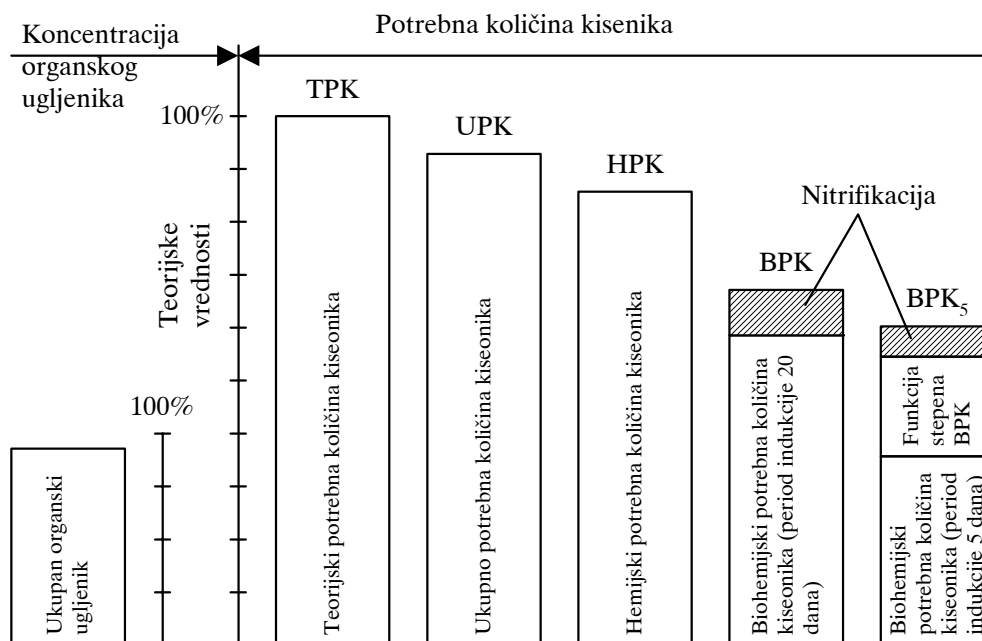 Koncentracija
organskog
ugljenika
Potrebna količina kisenika
100%
TPK
UPK
HPK
Nitrifikacija
BPK
BPK₅
Teorijske
vrednosti
100%
Ukupan organski
ugljenik
Teorijski potrebna količina kiseonika
Ukupno potrebna količina kiseonika
Hemijski potrebna količina kiseonika
Biohemijski potrebna količina
kiseonika (period indukcije 20
dana)
Funkcija
stepena
BPK
Biohemijski
potrebna količina
kiseonika (period
indukcije 5 dana)